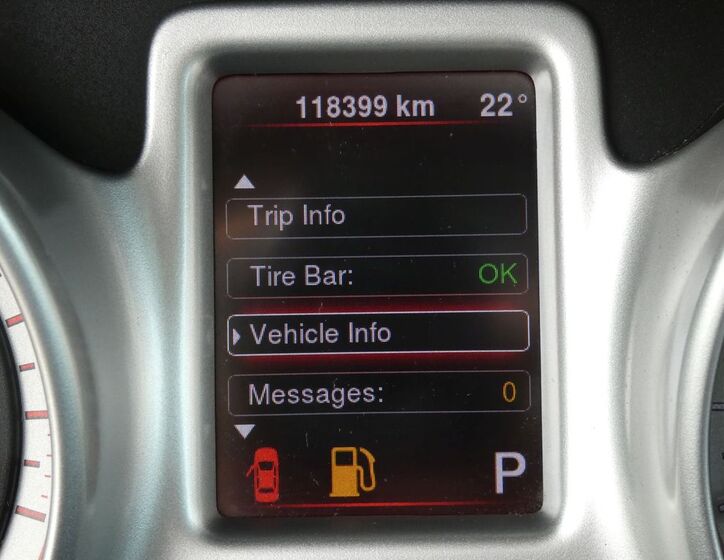 118399 km 22°
Trip Info
Tire Bar: OK
Vehicle Info
Messages: 0
P